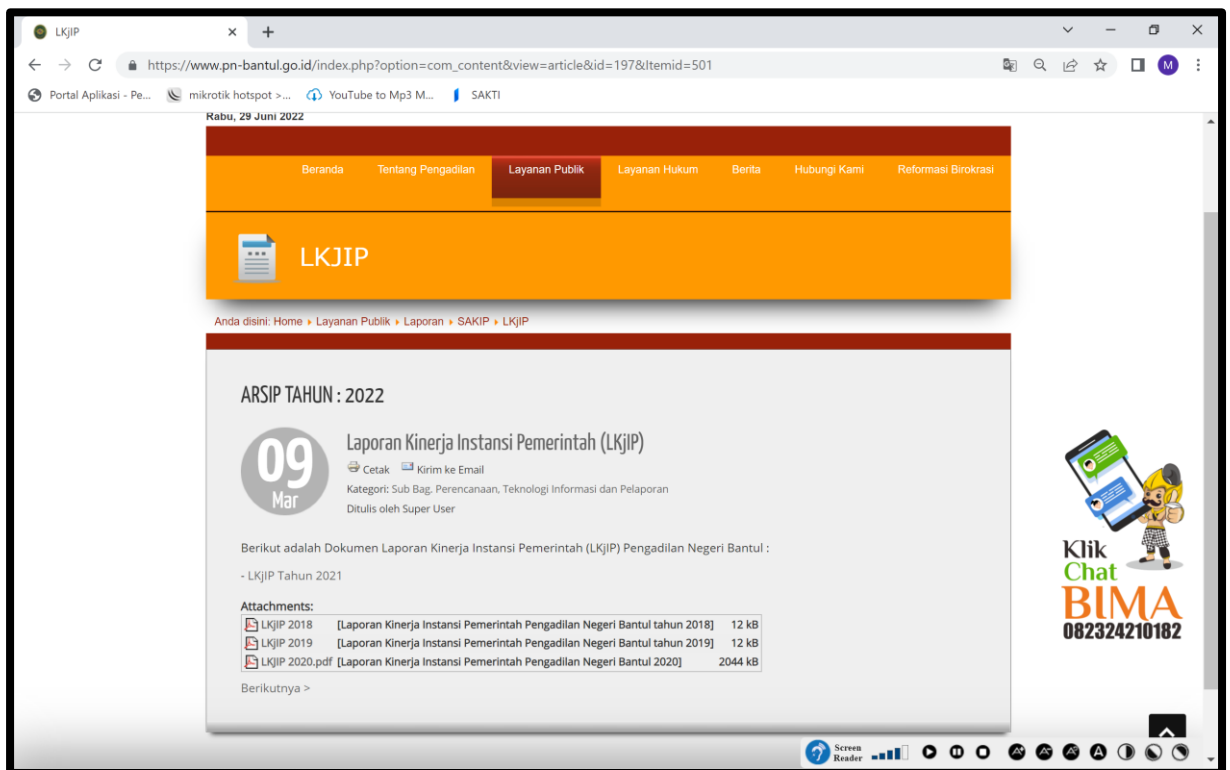 LKjIP
https://www.pn-bantul.go.id/index.php?option=com_content&view=article&id=197&Itemid=501
M
Portal Aplikasi - Pe... mikrotik hotspot >... YouTube to Mp3 M... SAKTI
Rabu, 29 Juni 2022
Beranda Tentang Pengadilan Layanan Publik Layanan Hukum Berita Hubungi Kami Reformasi Birokrasi
LKJIP
Anda disini: Home Layanan Publik Laporan SAKIP LKjIP
ARSIP TAHUN : 2022
09
Mar
Laporan Kinerja Instansi Pemerintah (LKjIP)
Cetak Kirim ke Email
Kategori: Sub Bag. Perencanaan, Teknologi Informasi dan Pelaporan
Ditulis oleh Super User
Berikut adalah Dokumen Laporan Kinerja Instansi Pemerintah (LKjIP) Pengadilan Negeri Bantul :
- LKjIP Tahun 2021
Attachments:
LKjIP 2018 [Laporan Kinerja Instansi Pemerintah Pengadilan Negeri Bantul tahun 2018] 12 kB
LKjIP 2019 [Laporan Kinerja Instansi Pemerintah Pengadilan Negeri Bantul tahun 2019] 12 kB
LKJIP 2020.pdf [Laporan Kinerja Instansi Pemerintah Pengadilan Negeri Bantul 2020] 2044 kB
Berikutnya >
Klik
Chat
BIMA
082324210182
Screen
Reader